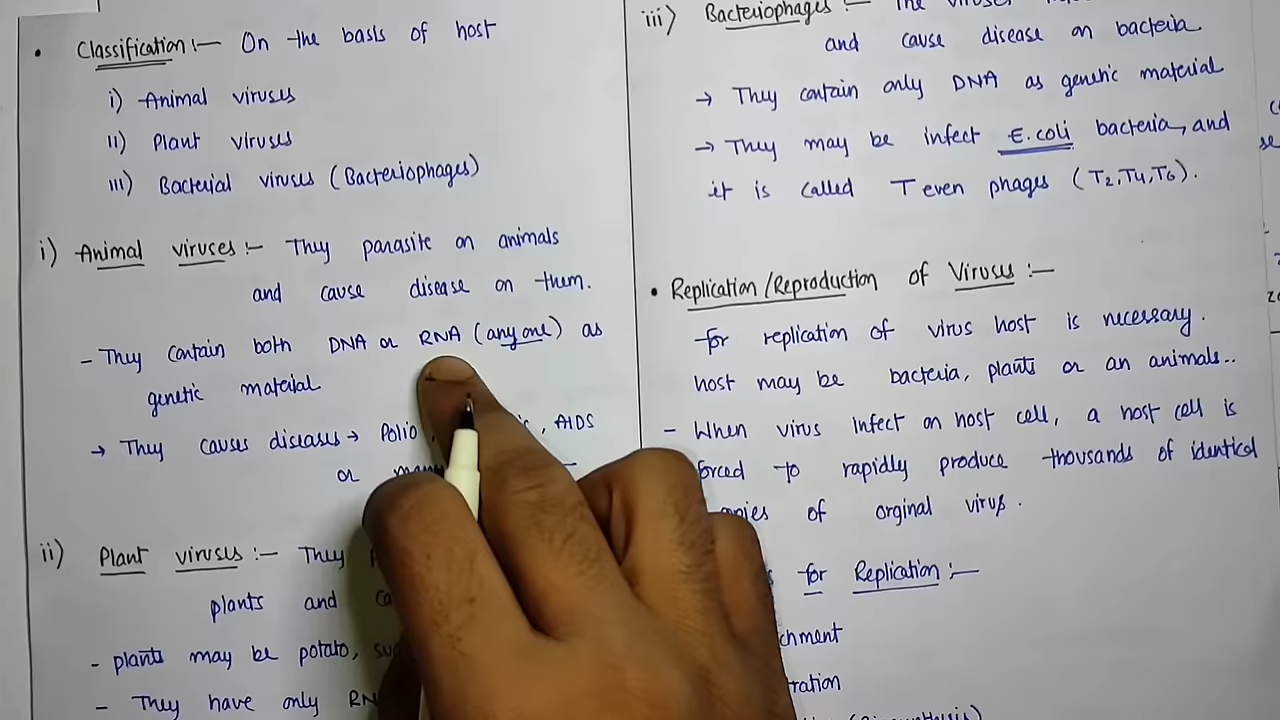 • Classification :— On the basis of host
i) Animal viruses
ii) Plant viruses
iii) Bacterial viruses (Bacteriophages)
i) Animal viruses :— They parasite on animals
and cause disease on them.
- They contain both DNA or RNA (any one) as
genetic material
→ They causes diseases → Polio, AIDS
or many
ii) Plant viruses :— They
plants and
- plants may be potato,
- They have only
iii) Bacteriophages :— The viruses
and cause disease on bacteria
→ They contain only DNA as genetic material
→ They may be infect E.coli bacteria, and
it is called T even phages (T2, T4, T6).
• Replication /Reproduction of Viruses :—
for replication of virus host is necessary.
host may be bacteria, plants or an animals..
- When virus infect on host cell, a host cell is
forced to rapidly produce thousands of identical
of orginal virus.
for Replication :—